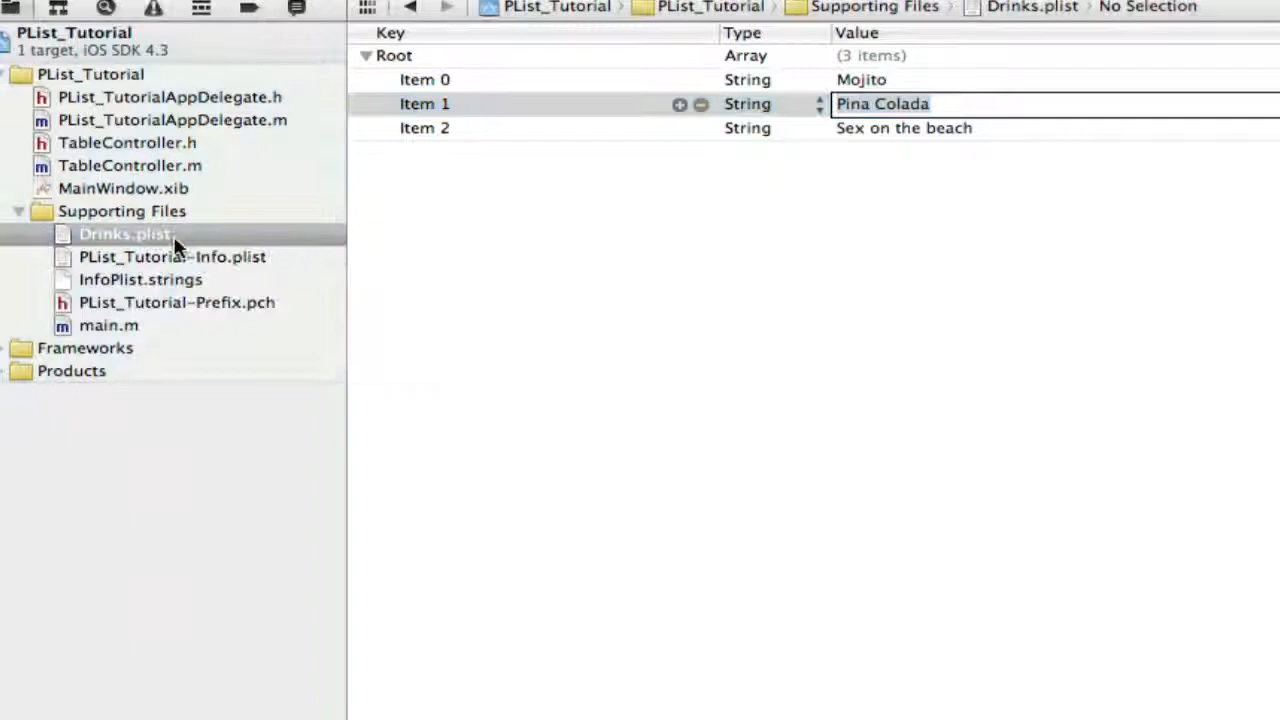 PList_Tutorial PList_Tutorial Supporting Files Drinks.plist No Selection
PList_Tutorial
1 target, iOS SDK 4.3
PList_Tutorial
h PList_TutorialAppDelegate.h
m PList_TutorialAppDelegate.m
h TableController.h
m TableController.m
MainWindow.xib
Supporting Files
Drinks.plist
PList_Tutorial-Info.plist
InfoPlist.strings
h PList_Tutorial-Prefix.pch
m main.m
Frameworks
Products
Key Type Value
Root Array (3 items)
Item 0 String Mojito
Item 1 String Pina Colada
Item 2 String Sex on the beach